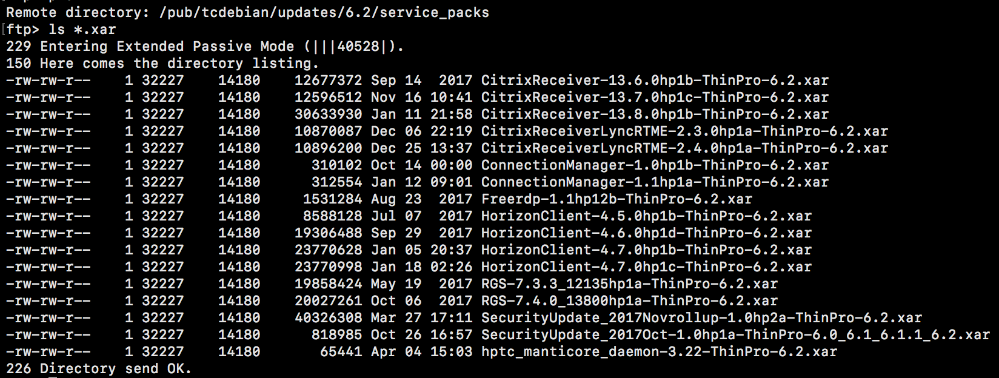 Remote directory: /pub/tcdebian/updates/6.2/service_packs
[ftp> ls *.xar
229 Entering Extended Passive Mode (|||40528|).
150 Here comes the directory listing.
-rw-rw-r--    1 32227    14180    12677372 Sep 14  2017 CitrixReceiver-13.6.0hp1b-ThinPro-6.2.xar
-rw-rw-r--    1 32227    14180    12596512 Nov 16 10:41 CitrixReceiver-13.7.0hp1c-ThinPro-6.2.xar
-rw-rw-r--    1 32227    14180    30633930 Jan 11 21:58 CitrixReceiver-13.8.0hp1b-ThinPro-6.2.xar
-rw-rw-r--    1 32227    14180    10870087 Dec 06 22:19 CitrixReceiverLyncRTME-2.3.0hp1a-ThinPro-6.2.xar
-rw-rw-r--    1 32227    14180    10896200 Dec 25 13:37 CitrixReceiverLyncRTME-2.4.0hp1a-ThinPro-6.2.xar
-rw-rw-r--    1 32227    14180      310102 Oct 14 00:00 ConnectionManager-1.0hp1b-ThinPro-6.2.xar
-rw-rw-r--    1 32227    14180      312554 Jan 12 09:01 ConnectionManager-1.1hp1a-ThinPro-6.2.xar
-rw-rw-r--    1 32227    14180     1531284 Aug 23  2017 Freerdp-1.1hp12b-ThinPro-6.2.xar
-rw-rw-r--    1 32227    14180     8588128 Jul 07  2017 HorizonClient-4.5.0hp1b-ThinPro-6.2.xar
-rw-rw-r--    1 32227    14180    19306488 Sep 29  2017 HorizonClient-4.6.0hp1d-ThinPro-6.2.xar
-rw-rw-r--    1 32227    14180    23770628 Jan 05 20:37 HorizonClient-4.7.0hp1b-ThinPro-6.2.xar
-rw-rw-r--    1 32227    14180    23770998 Jan 18 02:26 HorizonClient-4.7.0hp1c-ThinPro-6.2.xar
-rw-rw-r--    1 32227    14180    19858424 May 19  2017 RGS-7.3.3_12135hp1a-ThinPro-6.2.xar
-rw-rw-r--    1 32227    14180    20027261 Oct 06  2017 RGS-7.4.0_13800hp1a-ThinPro-6.2.xar
-rw-rw-r--    1 32227    14180    40326308 Mar 27 17:11 SecurityUpdate_2017Novrollup-1.0hp2a-ThinPro-6.2.xar
-rw-rw-r--    1 32227    14180      818985 Oct 26 16:57 SecurityUpdate_2017Oct-1.0hp1a-ThinPro-6.0_6.1_6.1.1_6.2.xar
-rw-rw-r--    1 32227    14180       65441 Apr 04 15:03 hptc_manticore_daemon-3.22-ThinPro-6.2.xar
226 Directory send OK.